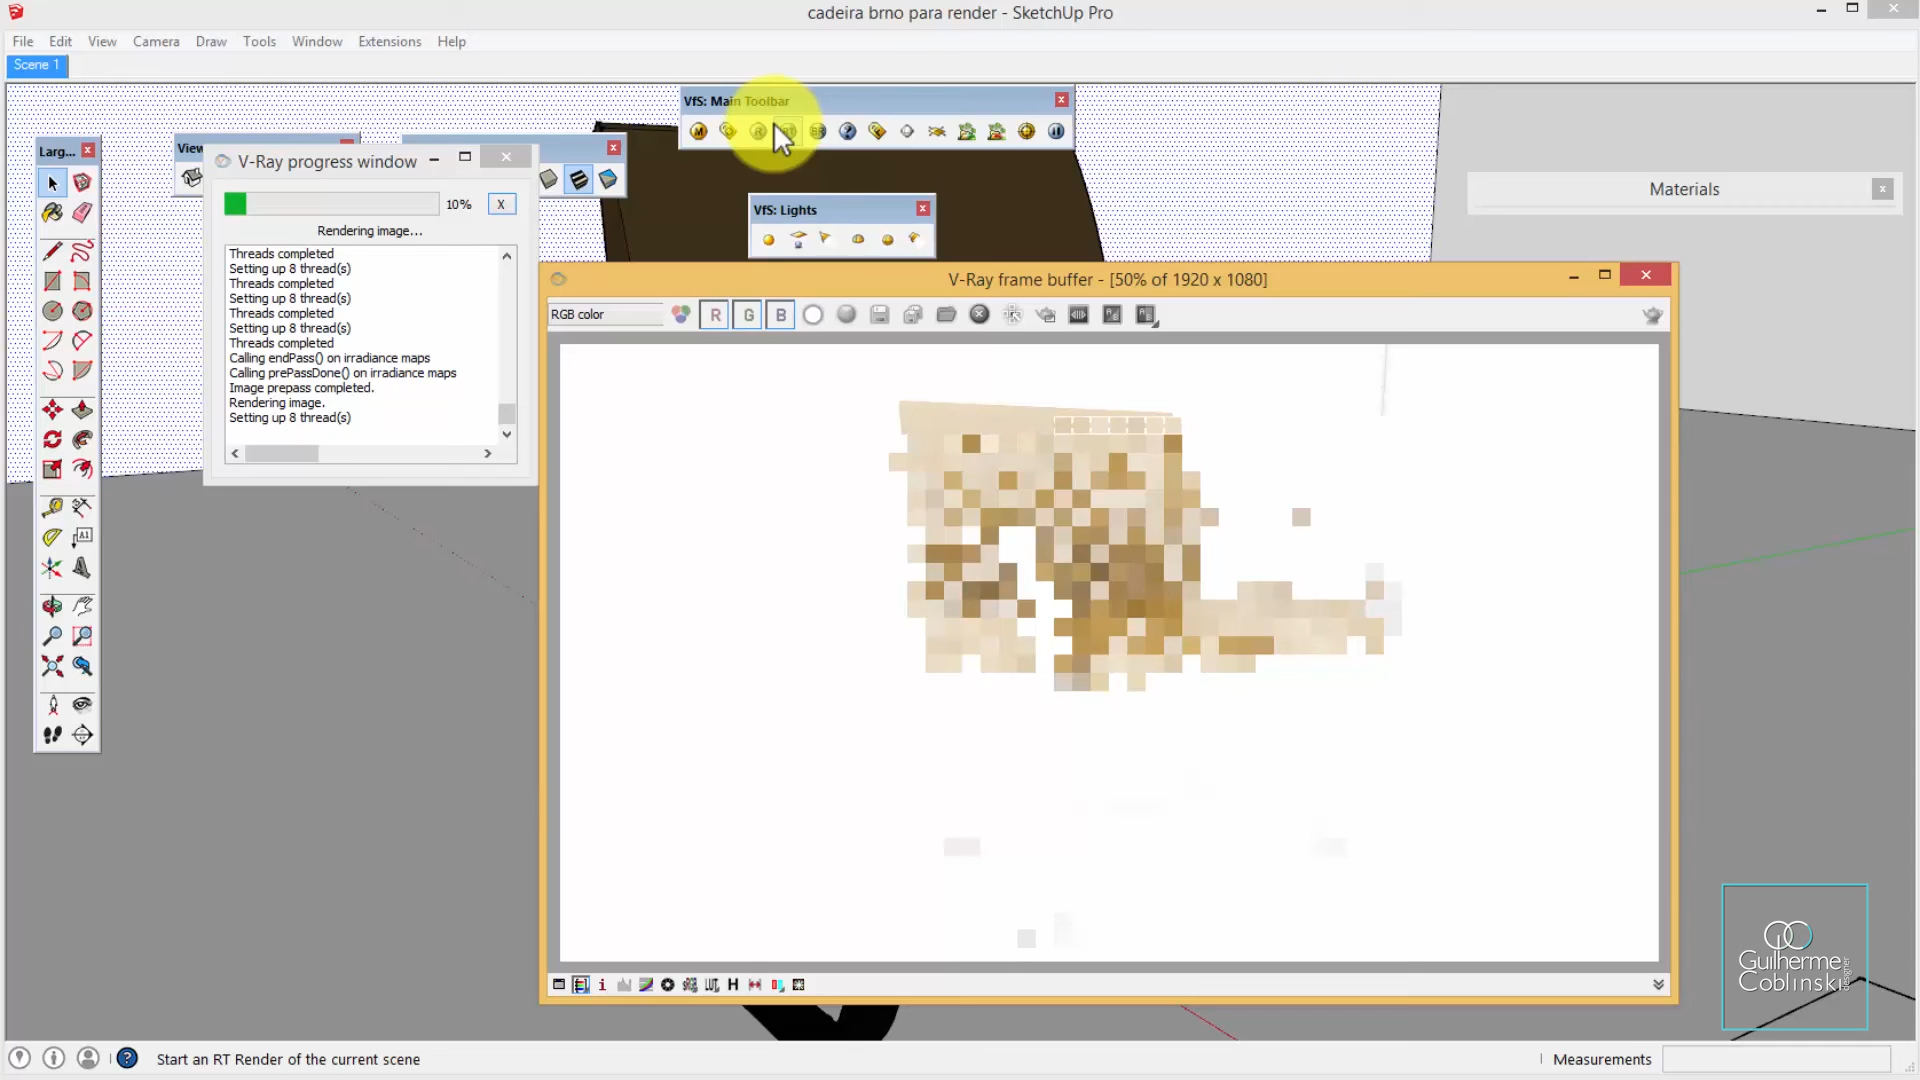 cadeira brno para render - SketchUp Pro
File Edit View Camera Draw Tools Window Extensions Help
Scene 1
VfS: Main Toolbar
Larg...
View
V-Ray progress window
Materials
10%
X
Rendering image...
VfS: Lights
Threads completed
Setting up 8 thread(s)
Threads completed
Setting up 8 thread(s)
Threads completed
Setting up 8 thread(s)
Threads completed
Calling endPass() on irradiance maps
Calling prePassDone() on irradiance maps
Image prepass completed.
Rendering image.
Setting up 8 thread(s)
V-Ray frame buffer - [50% of 1920 x 1080]
RGB color
R G B
Guilherme
Coblinski
designer
Start an RT Render of the current scene
Measurements